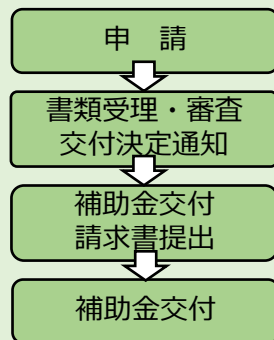 申　請
書類受理・審査
交付決定通知
補助金交付
請求書提出
補助金交付